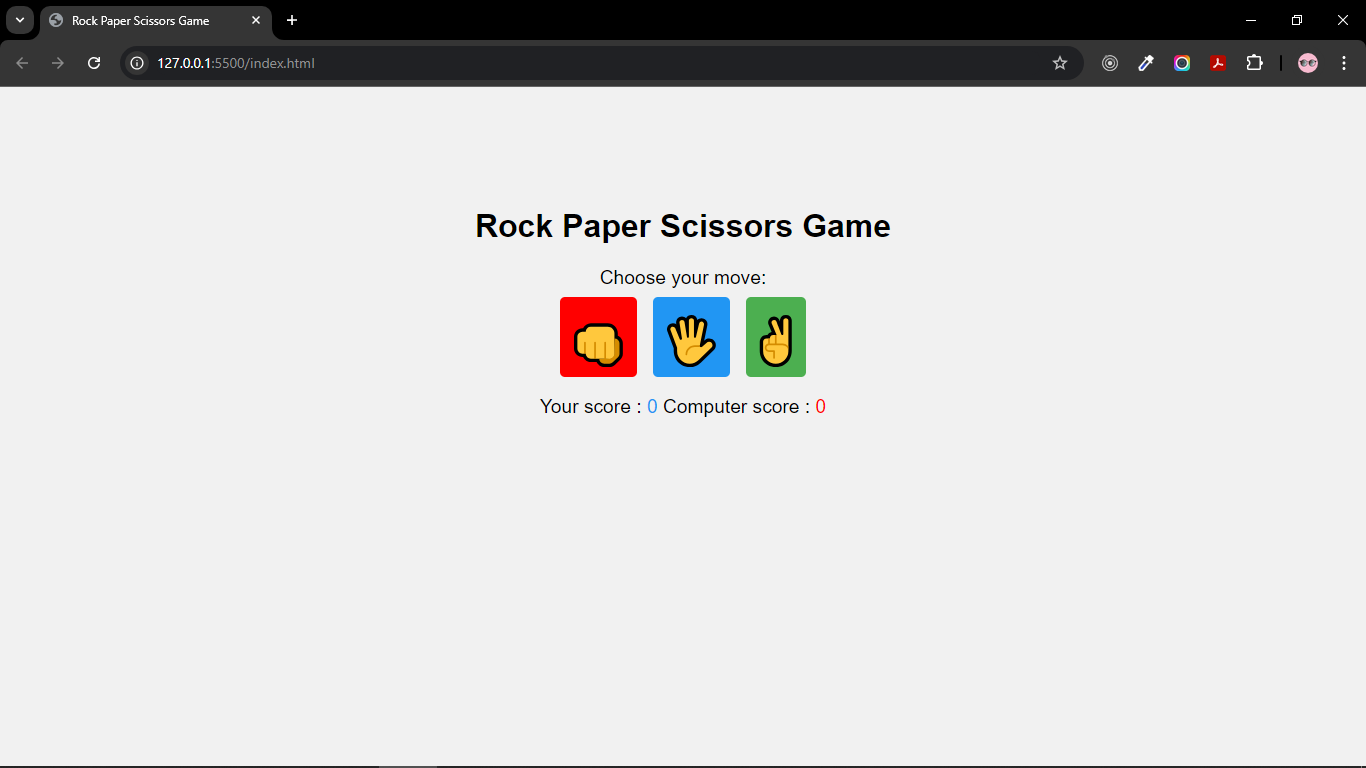 Rock Paper Scissors Game
127.0.0.1:5500/index.html
Rock Paper Scissors Game
Choose your move:
Your score : 0 Computer score : 0